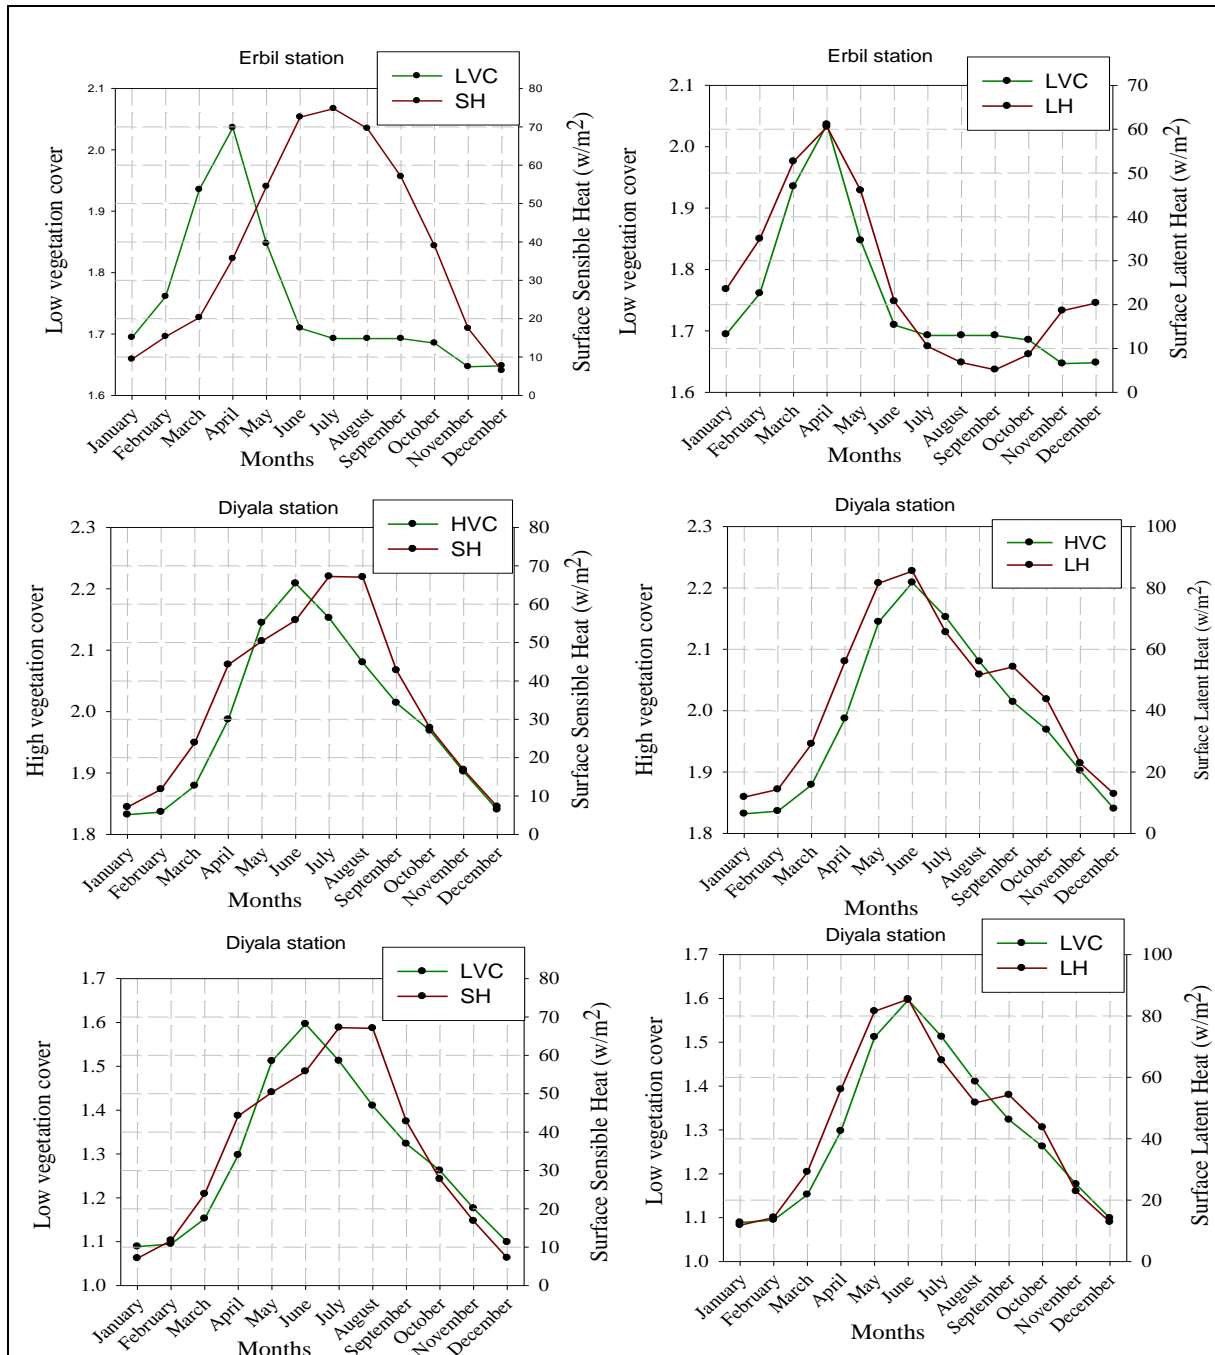 Erbil station
LVC
SH
2.1
2.0
1.9
1.8
1.7
1.6
80
70
60
50
40
30
20
10
0
Low vegetation cover
Surface Sensible Heat (w/m²)
January
February
March
April
May
June
July
August
September
October
November
December
Months
Erbil station
LVC
LH
2.1
2.0
1.9
1.8
1.7
1.6
70
60
50
40
30
20
10
0
Low vegetation cover
Surface Latent Heat (w/m²)
January
February
March
April
May
June
July
August
September
October
November
December
Months
Diyala station
HVC
SH
2.3
2.2
2.1
2.0
1.9
1.8
80
70
60
50
40
30
20
10
0
High vegetation cover
Surface Sensible Heat (w/m²)
January
February
March
April
May
June
July
August
September
October
November
December
Months
Diyala station
HVC
LH
2.3
2.2
2.1
2.0
1.9
1.8
100
80
60
40
20
0
High vegetation cover
Surface Latent Heat (w/m²)
January
February
March
April
May
June
July
August
September
October
November
December
Months
Diyala station
LVC
SH
1.7
1.6
1.5
1.4
1.3
1.2
1.1
1.0
80
70
60
50
40
30
20
10
0
Low vegetation cover
Surface Sensible Heat (w/m²)
January
February
March
April
May
June
July
August
September
October
November
December
Months
Diyala station
LVC
LH
1.7
1.6
1.5
1.4
1.3
1.2
1.1
1.0
100
80
60
40
20
0
Low vegetation cover
Surface Latent Heat (w/m²)
January
February
March
April
May
June
July
August
September
October
November
December
Months